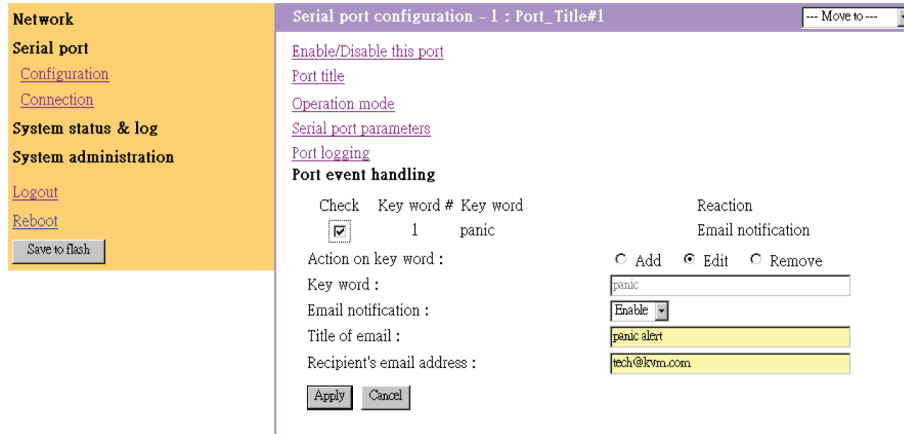 Network
Serial port
Configuration
Connection
System status & log
System administration
Logout
Reboot
Save to flash
Serial port configuration - 1 : Port_Title#1
--- Move to ---
Enable/Disable this port
Port title
Operation mode
Serial port parameters
Port logging
Port event handling
Check Key word # Key word Reaction
1 panic Email notification
Action on key word : Add Edit Remove
Key word : panic
Email notification : Enable
Title of email : panic alert
Recipient's email address : tech@kvm.com
Apply Cancel